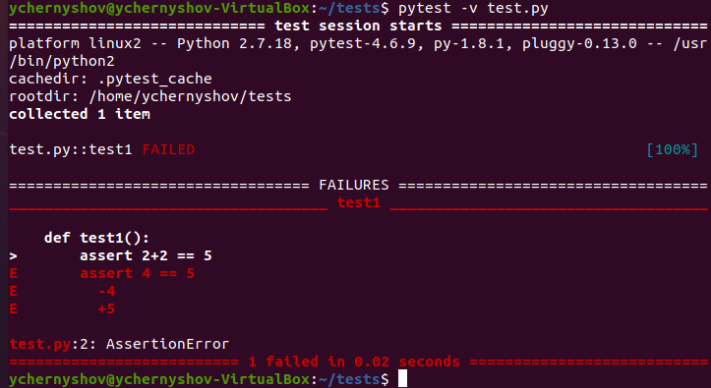 ychernyshov@ychernyshov-VirtualBox:~/tests$ pytest -v test.py
============================= test session starts =============================
platform linux2 -- Python 2.7.18, pytest-4.6.9, py-1.8.1, pluggy-0.13.0 -- /usr
/bin/python2
cachedir: .pytest_cache
rootdir: /home/ychernyshov/tests
collected 1 item
test.py::test1 FAILED [100%]
================================== FAILURES ===================================
____________________________________ test1 ____________________________________
def test1():
> assert 2+2 == 5
E assert 4 == 5
E -4
E +5
test.py:2: AssertionError
========================== 1 failed in 0.02 seconds ===========================
ychernyshov@ychernyshov-VirtualBox:~/tests$